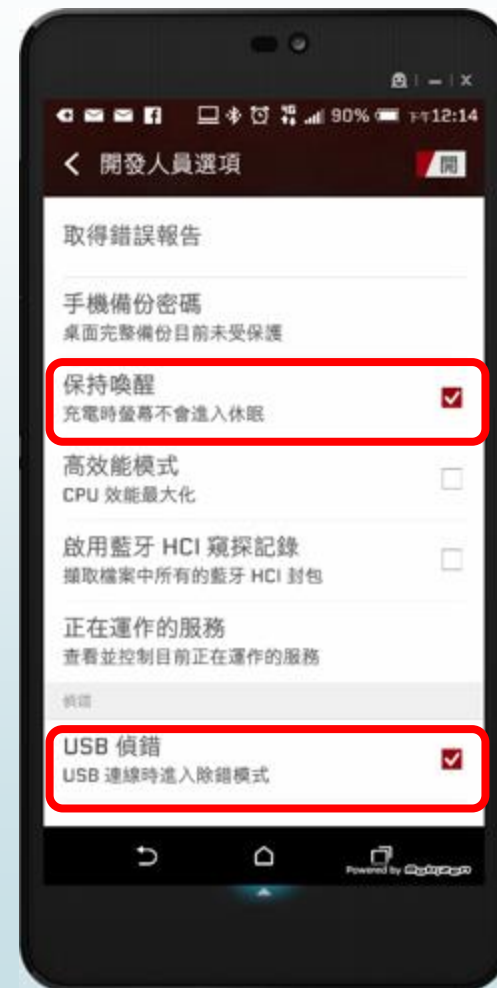 90% 下午12:14
開發人員選項
開
取得錯誤報告
手機備份密碼
桌面完整備份目前未受保護
保持喚醒
充電時螢幕不會進入休眠
高效能模式
CPU 效能最大化
啟用藍牙 HCI 窺探記錄
擷取檔案中所有的藍牙 HCI 封包
正在運作的服務
查看並控制目前正在運作的服務
偵錯
USB 偵錯
USB 連線時進入除錯模式
Powered by Mobizen